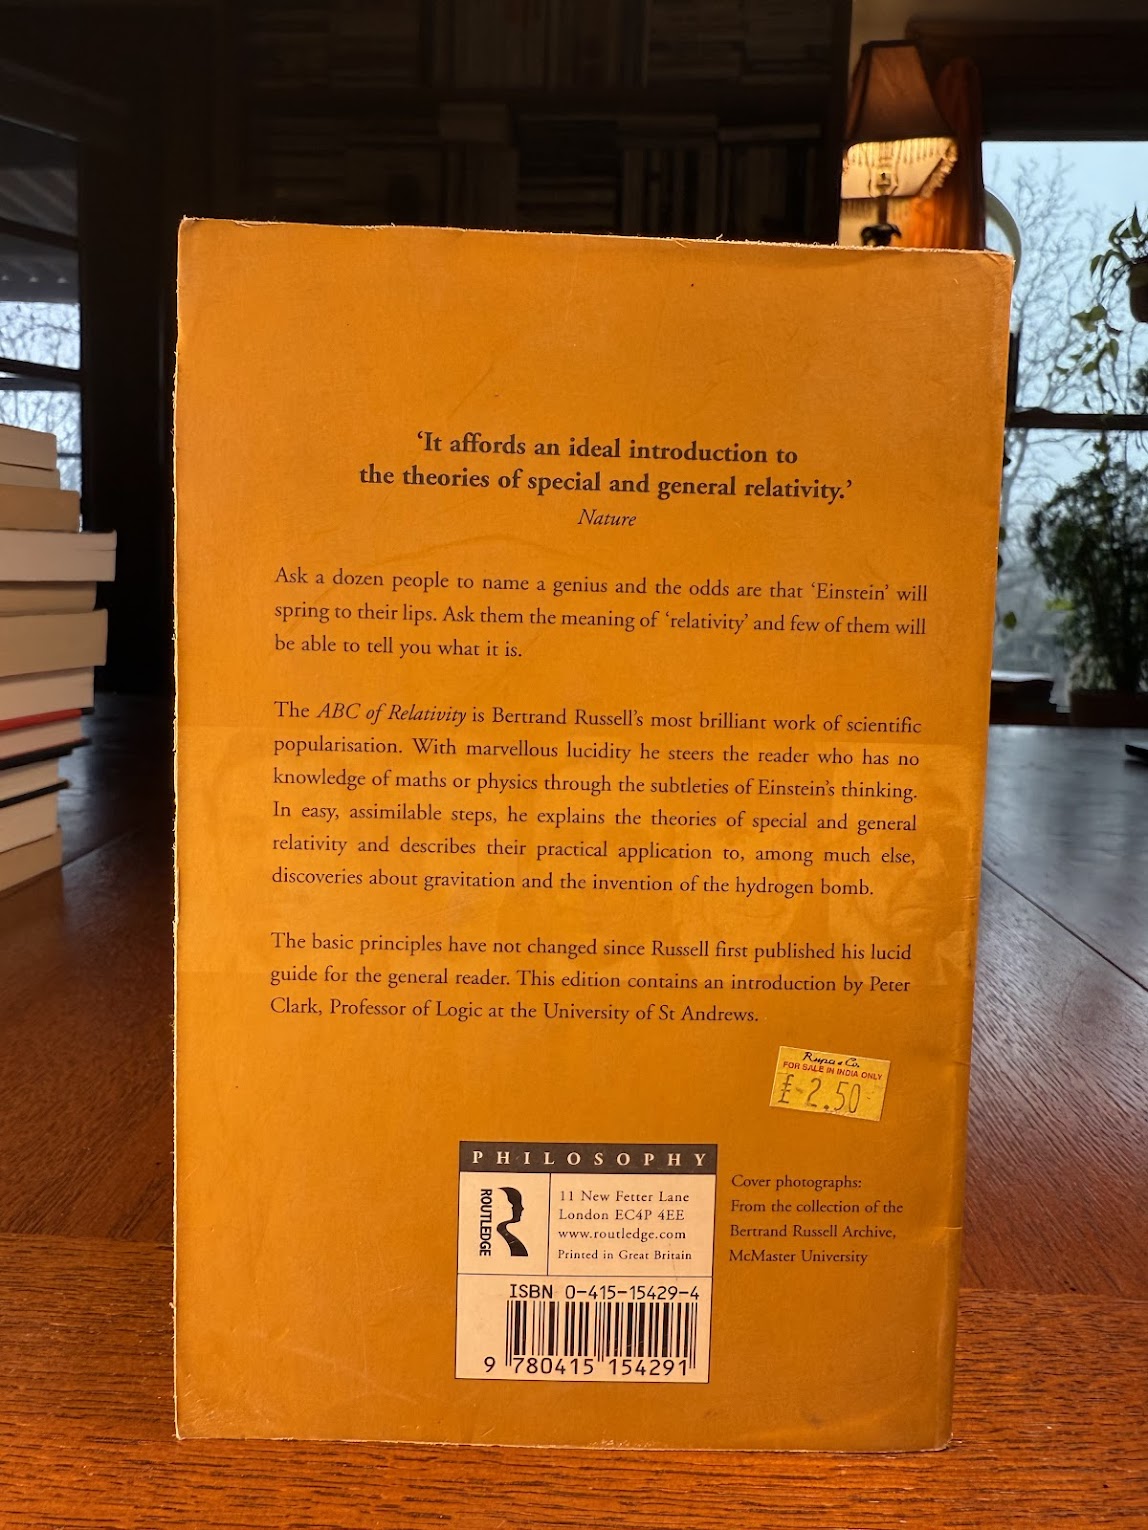 ‘It affords an ideal introduction to
the theories of special and general relativity.’
Nature
Ask a dozen people to name a genius and the odds are that ‘Einstein’ will
spring to their lips. Ask them the meaning of ‘relativity’ and few of them will
be able to tell you what it is.
The ABC of Relativity is Bertrand Russell’s most brilliant work of scientific
popularisation. With marvellous lucidity he steers the reader who has no
knowledge of maths or physics through the subtleties of Einstein’s thinking.
In easy, assimilable steps, he explains the theories of special and general
relativity and describes their practical application to, among much else,
discoveries about gravitation and the invention of the hydrogen bomb.
The basic principles have not changed since Russell first published his lucid
guide for the general reader. This edition contains an introduction by Peter
Clark, Professor of Logic at the University of St Andrews.
Rupa & Co.
FOR SALE IN INDIA ONLY
£-2.50
PHILOSOPHY
ROUTLEDGE
11 New Fetter Lane
London EC4P 4EE
www.routledge.com
Printed in Great Britain
ISBN 0-415-15429-4
9 780415 154291
Cover photographs:
From the collection of the
Bertrand Russell Archive,
McMaster University